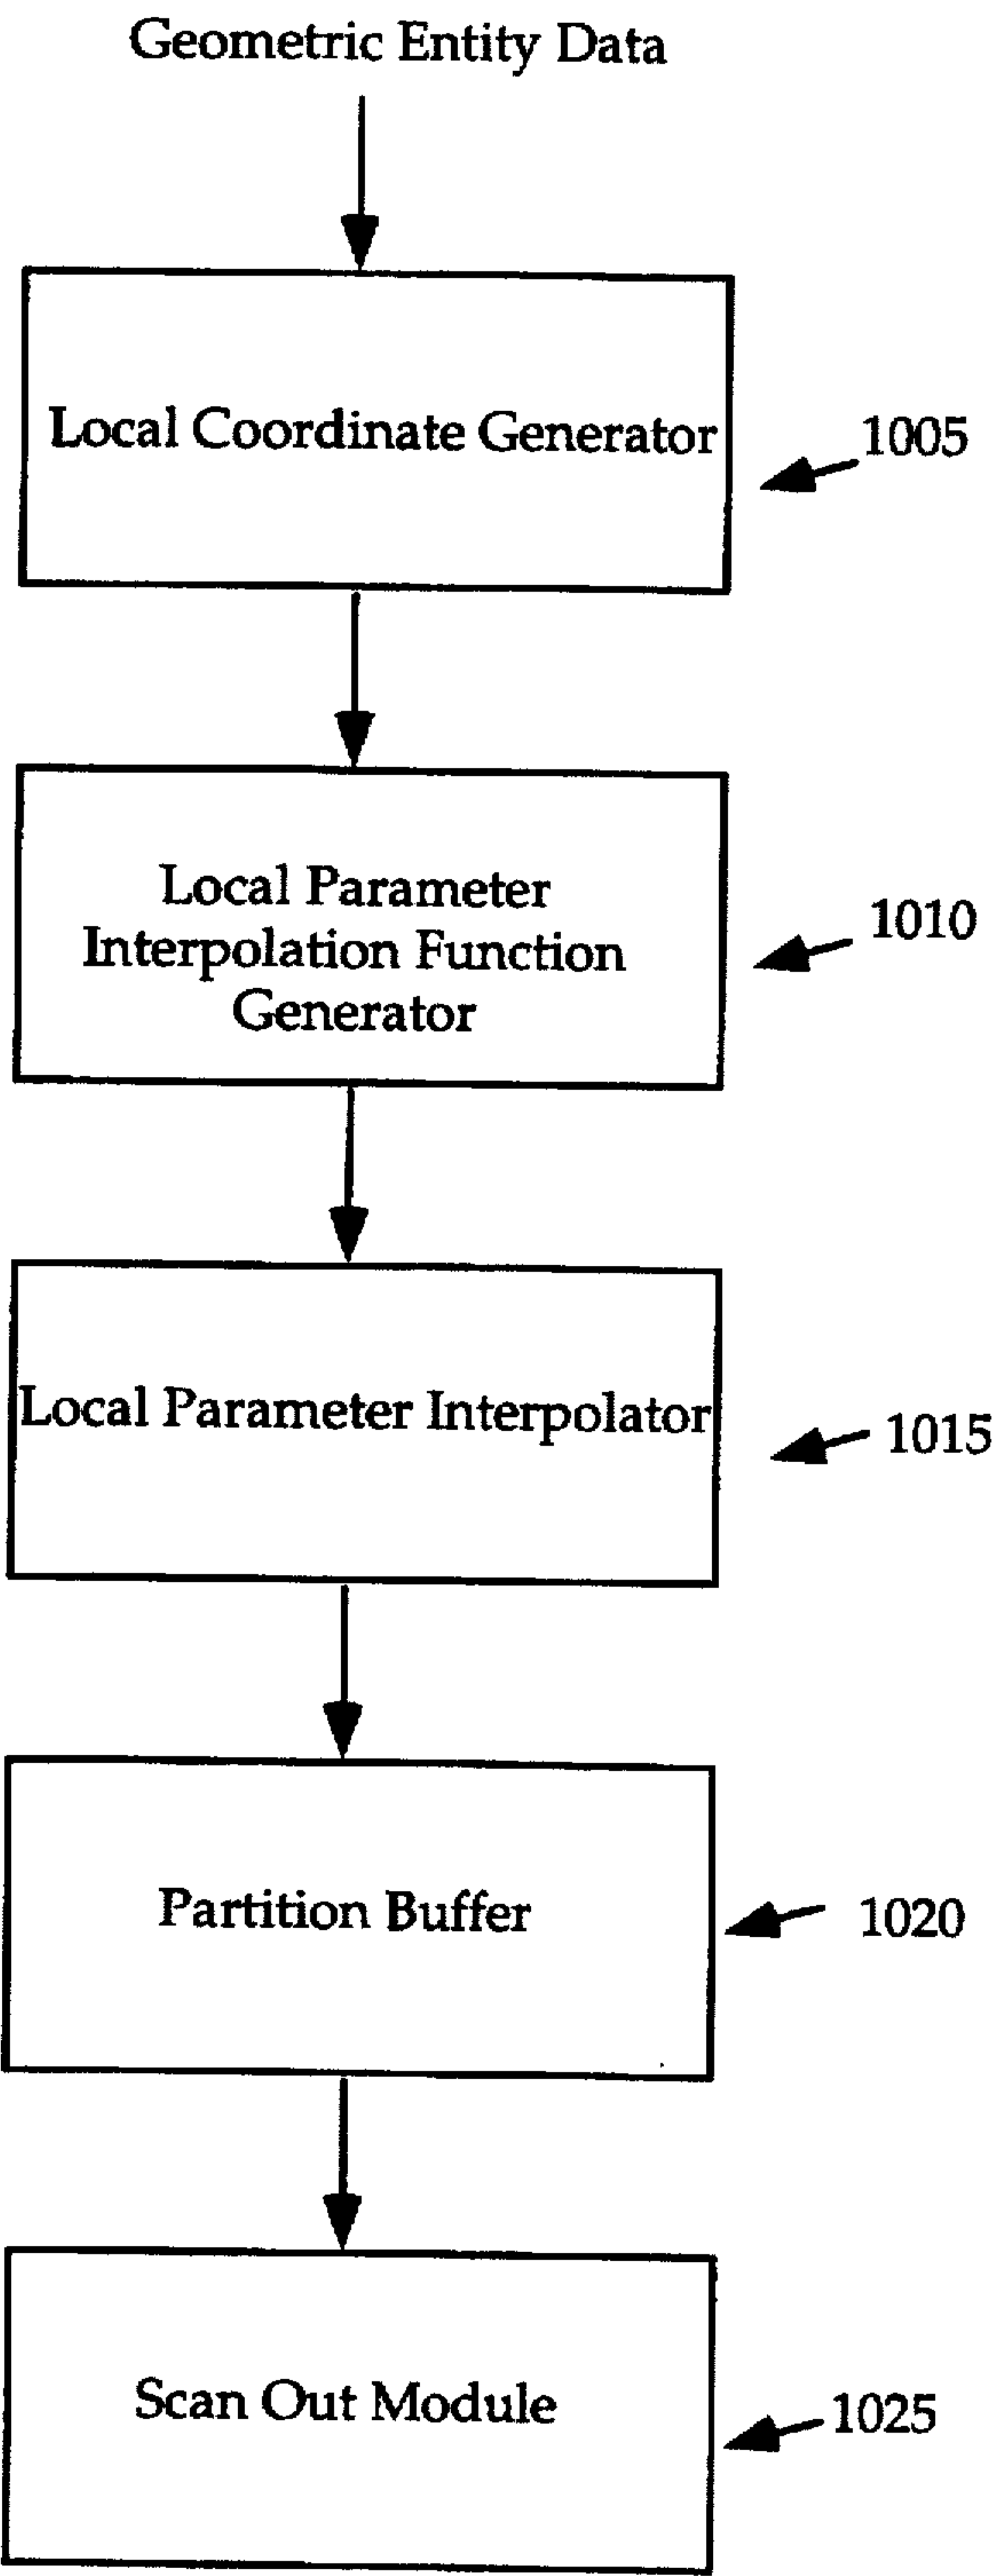 Geometric Entity Data
Local Coordinate Generator
1005
Local Parameter
Interpolation Function
Generator
1010
Local Parameter Interpolator
1015
Partition Buffer
1020
Scan Out Module
1025